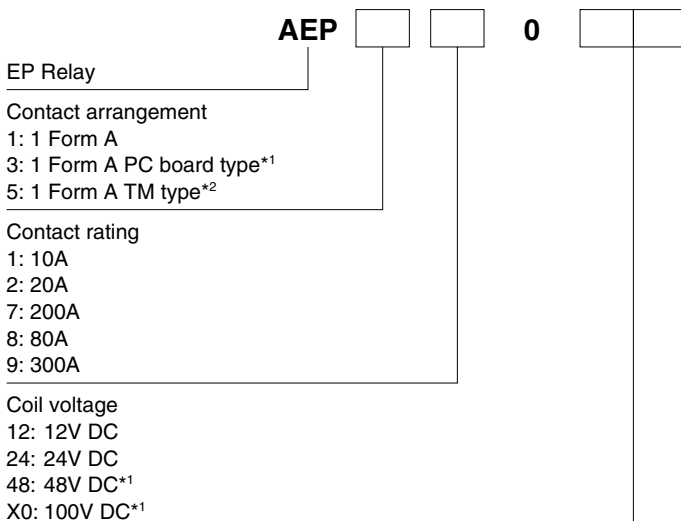 AEP 0
EP Relay
Contact arrangement
1: 1 Form A
3: 1 Form A PC board type*1
5: 1 Form A TM type*2
Contact rating
1: 10A
2: 20A
7: 200A
8: 80A
9: 300A
Coil voltage
12: 12V DC
24: 24V DC
48: 48V DC*1
X0: 100V DC*1